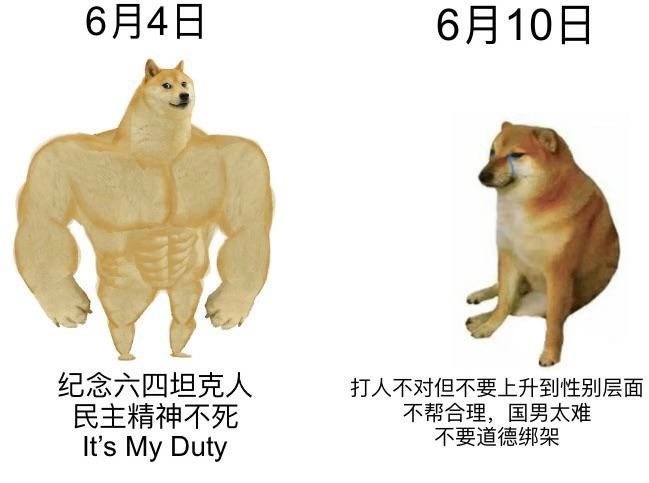 6月4日
纪念六四坦克人
民主精神不死
It's My Duty
6月10日
打人不对但不要上升到性别层面
不帮合理，国男太难
不要道德绑架